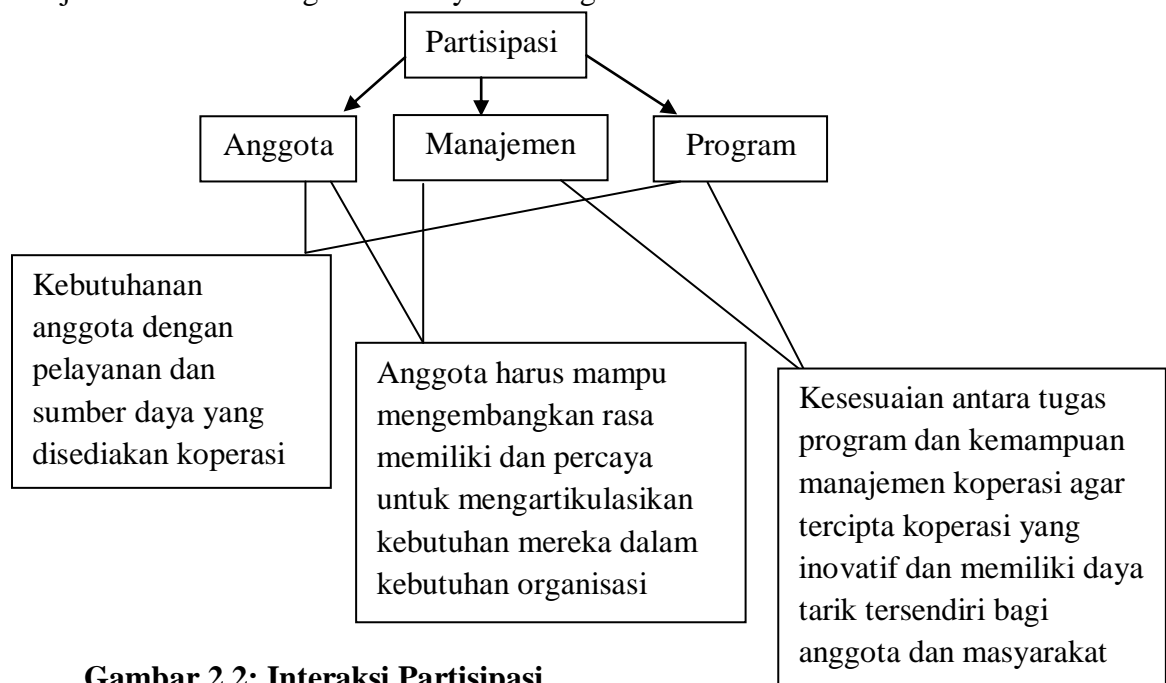 Partisipasi
Anggota
Manajemen
Program
Kebutuhanan
anggota dengan
pelayanan dan
sumber daya yang
disediakan koperasi
Anggota harus mampu
mengembangkan rasa
memiliki dan percaya
untuk mengartikulasikan
kebutuhan mereka dalam
kebutuhan organisasi
Kesesuaian antara tugas
program dan kemampuan
manajemen koperasi agar
tercipta koperasi yang
inovatif dan memiliki daya
tarik tersendiri bagi
anggota dan masyarakat
Gambar 2.2: Interaksi Partisipasi